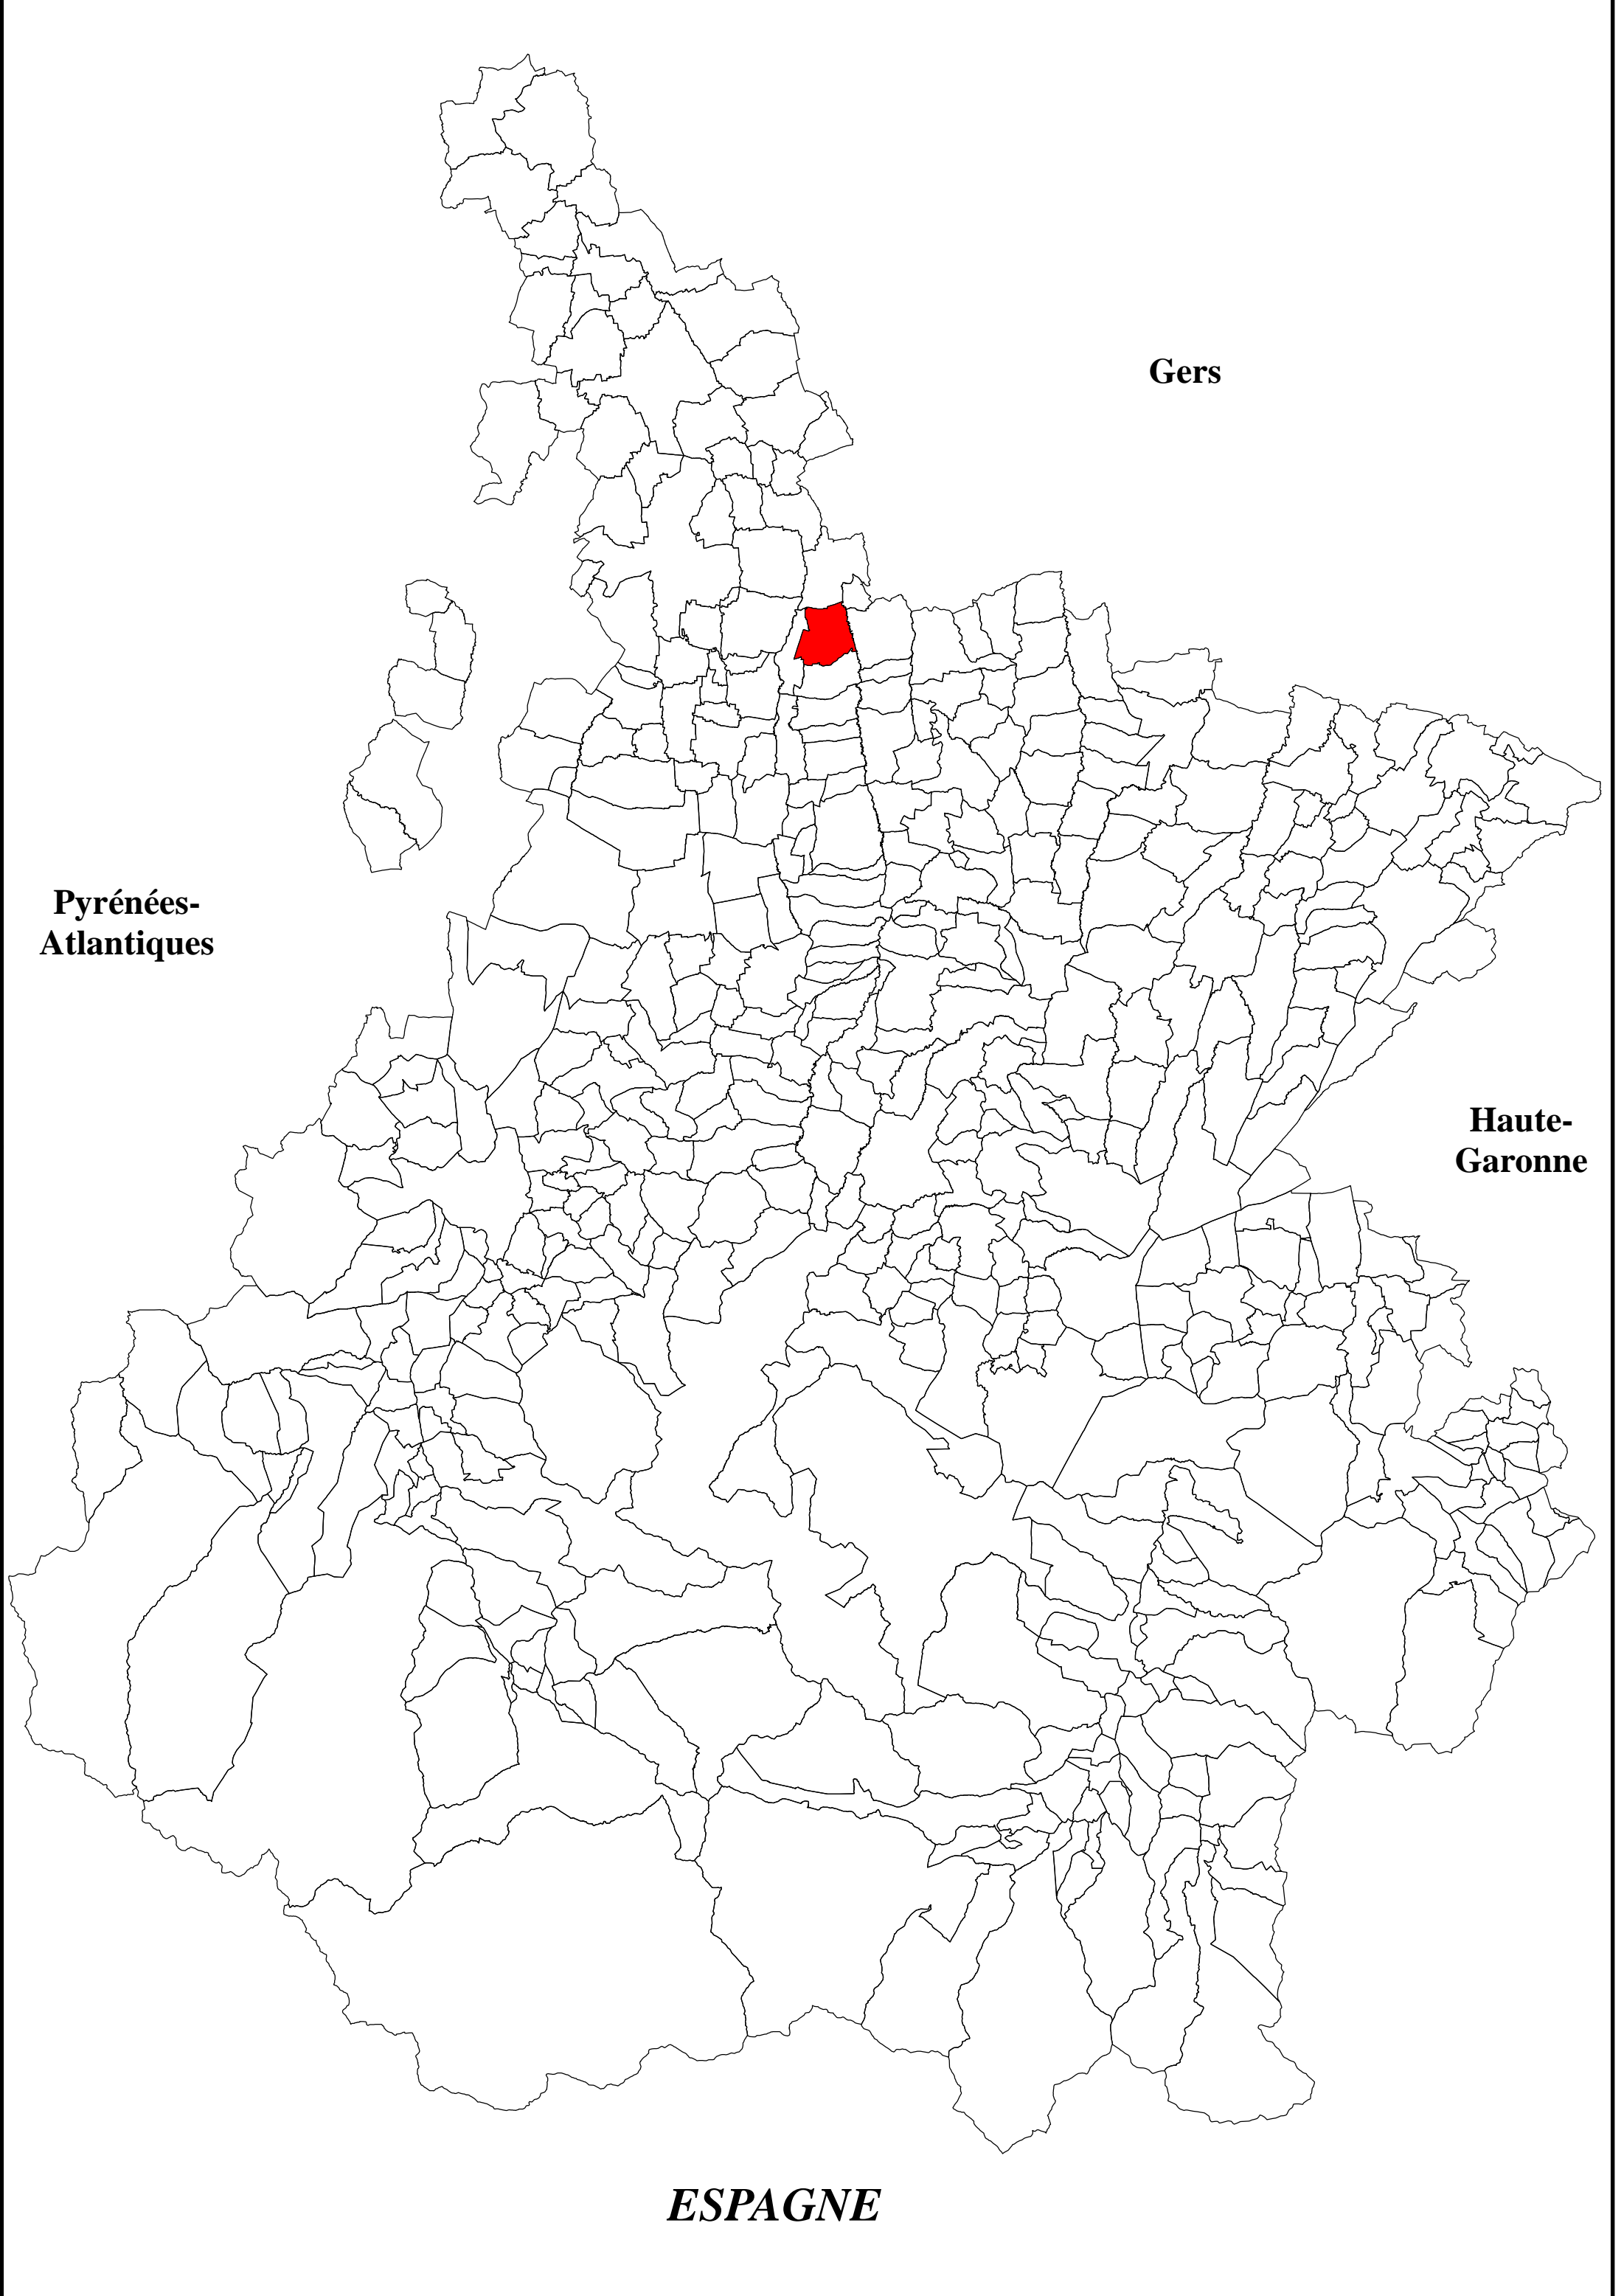 Gers
Pyrénées-
Atlantiques
Haute-
Garonne
ESPAGNE